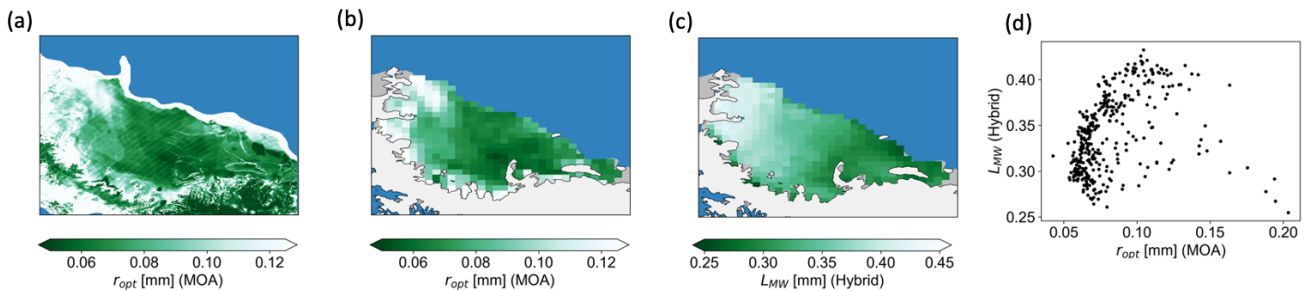 (a)
0.06 0.08 0.10 0.12
r_opt [mm] (MOA)
(b)
0.06 0.08 0.10 0.12
r_opt [mm] (MOA)
(c)
0.25 0.30 0.35 0.40 0.45
L_MW [mm] (Hybrid)
(d)
L_MW (Hybrid)
0.40
0.35
0.30
0.25
0.05 0.10 0.15 0.20
r_opt [mm] (MOA)